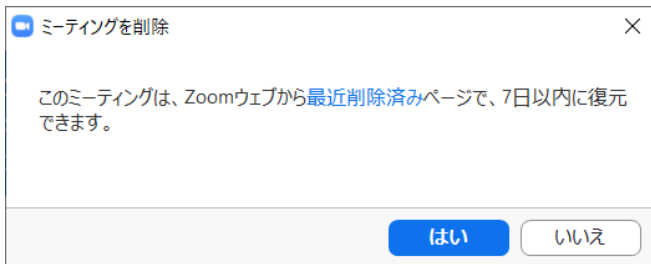 ミーティングを削除
このミーティングは、Zoomウェブから最近削除済みページで、7日以内に復元
できます。
はい
いいえ